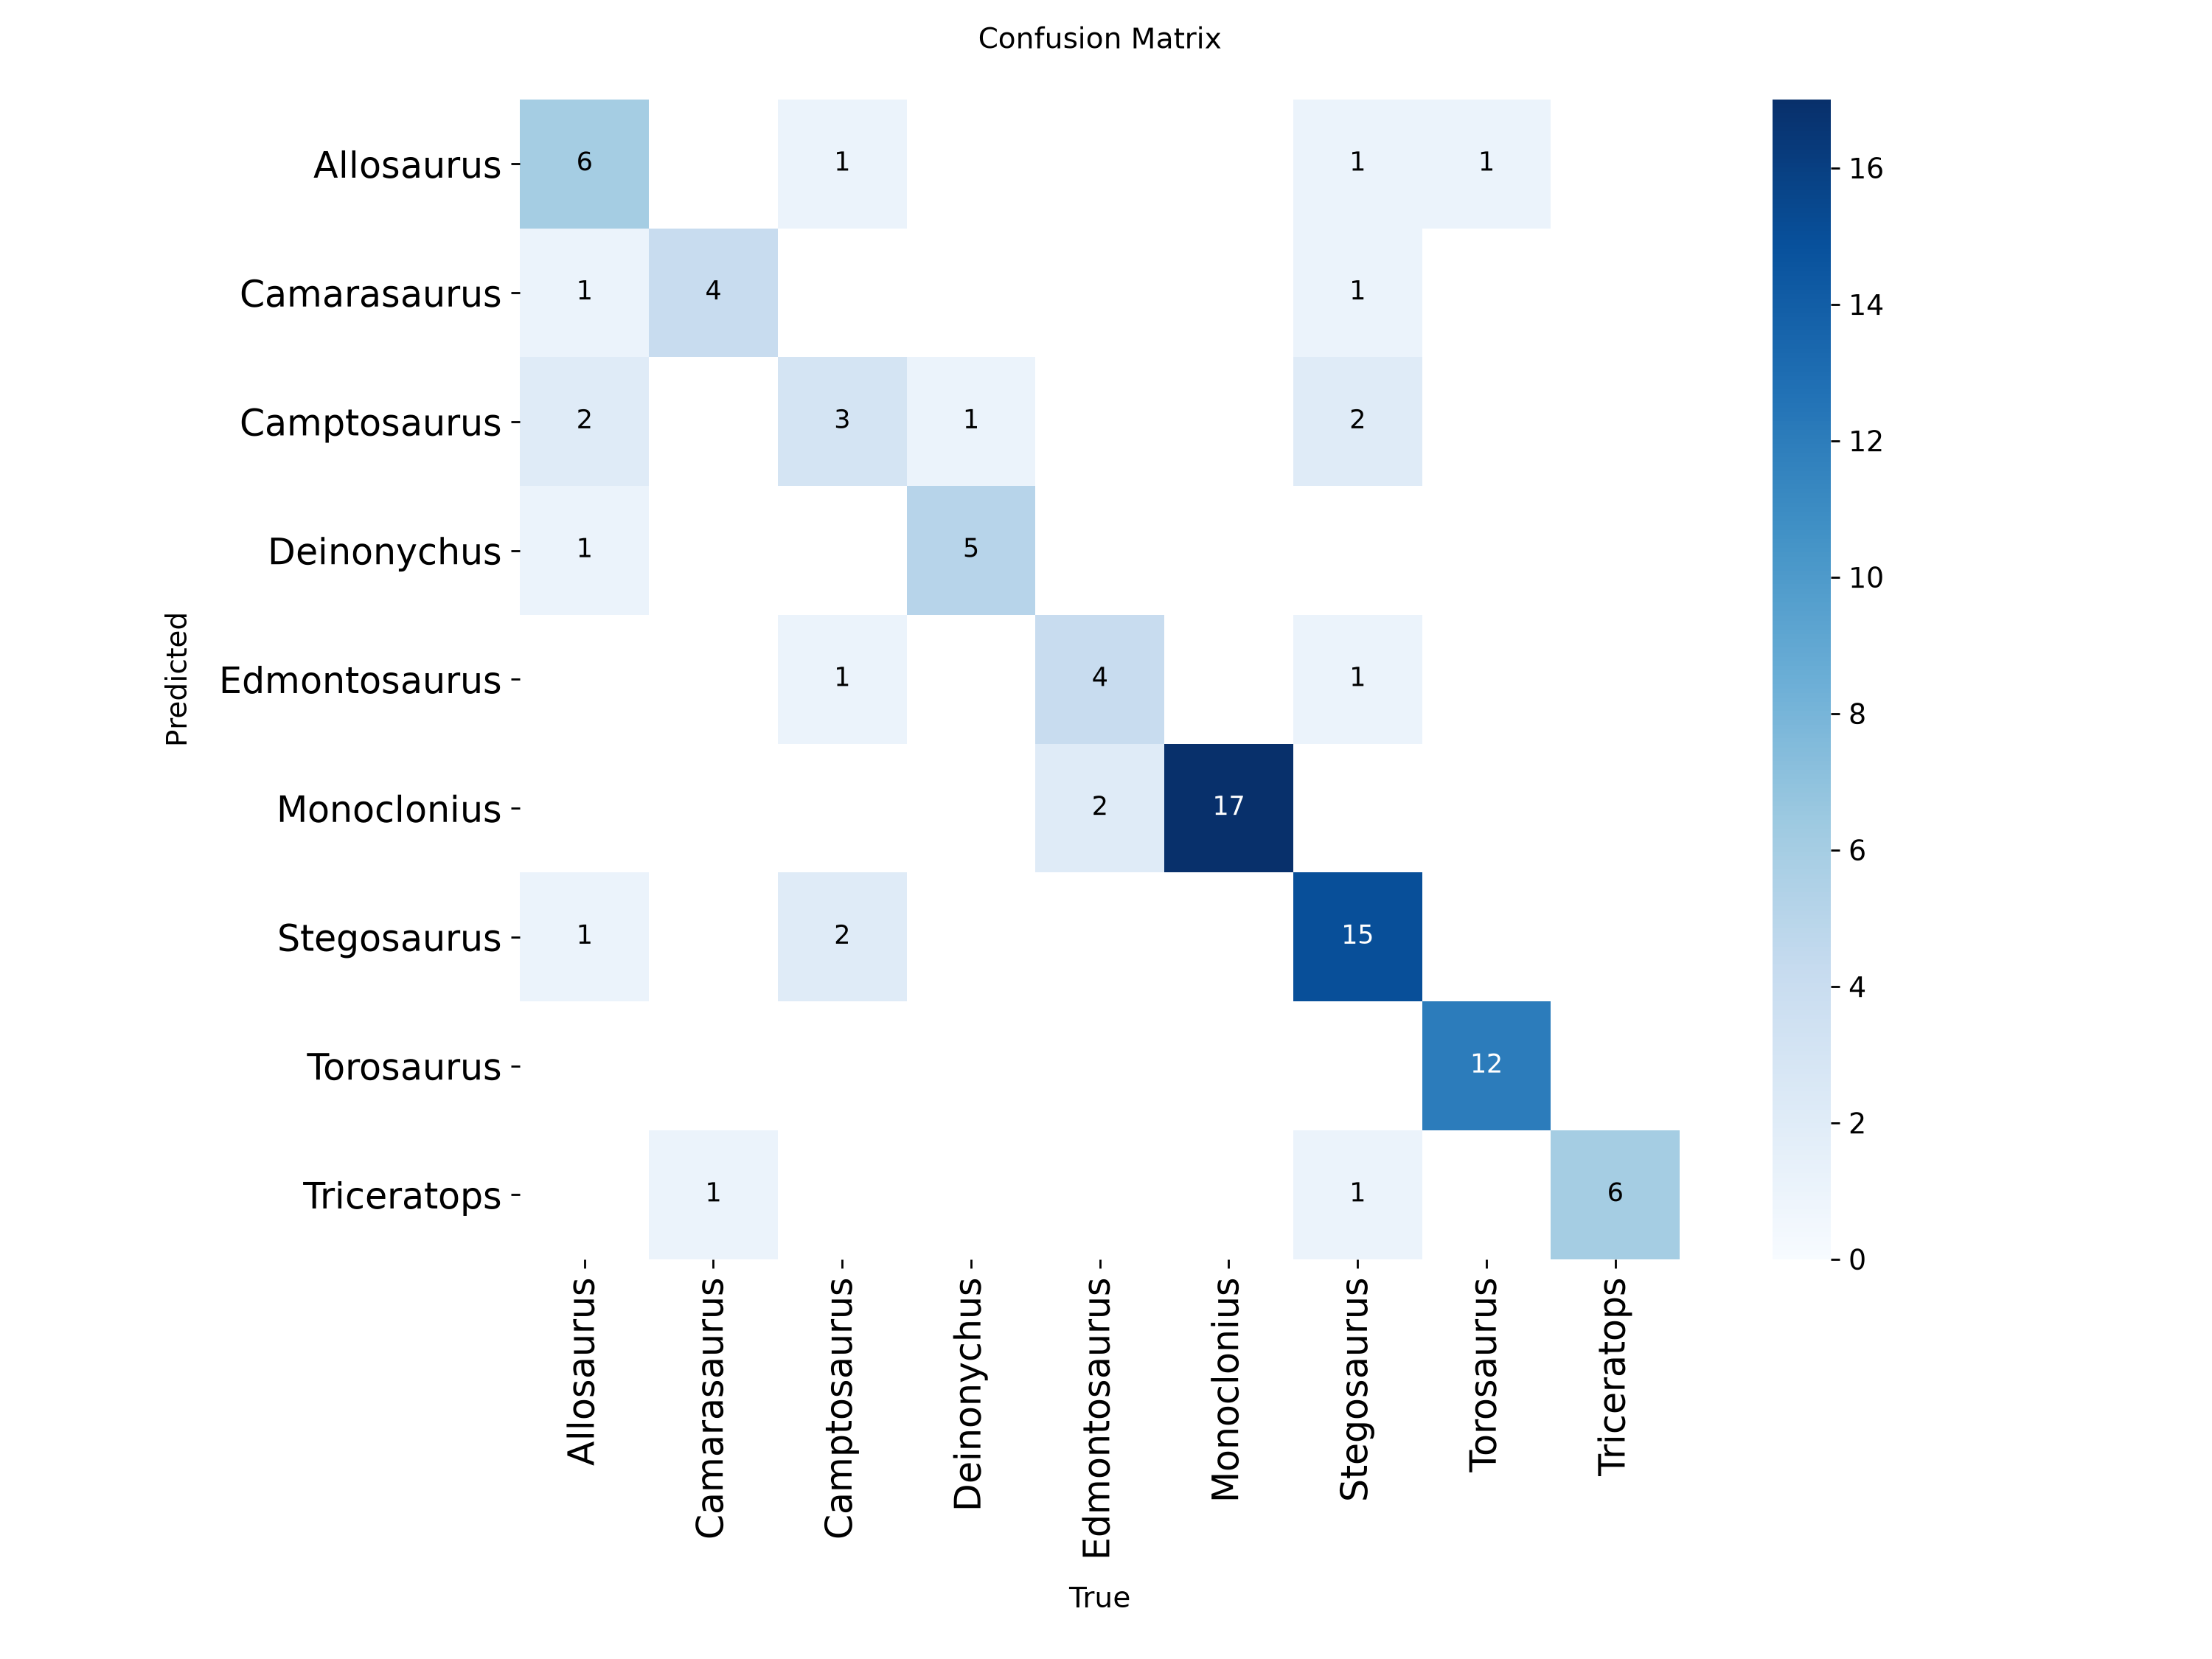 Confusion Matrix
Allosaurus 6 1 1 1
Camarasaurus 1 4 1
Camptosaurus 2 3 1 2
Deinonychus 1 5
Edmontosaurus 1 4 1
Monoclonius 2 17
Stegosaurus 1 2 15
Torosaurus 12
Triceratops 1 1 6
Predicted
Allosaurus
Camarasaurus
Camptosaurus
Deinonychus
Edmontosaurus
Monoclonius
Stegosaurus
Torosaurus
Triceratops
True
16
14
12
10
8
6
4
2
0